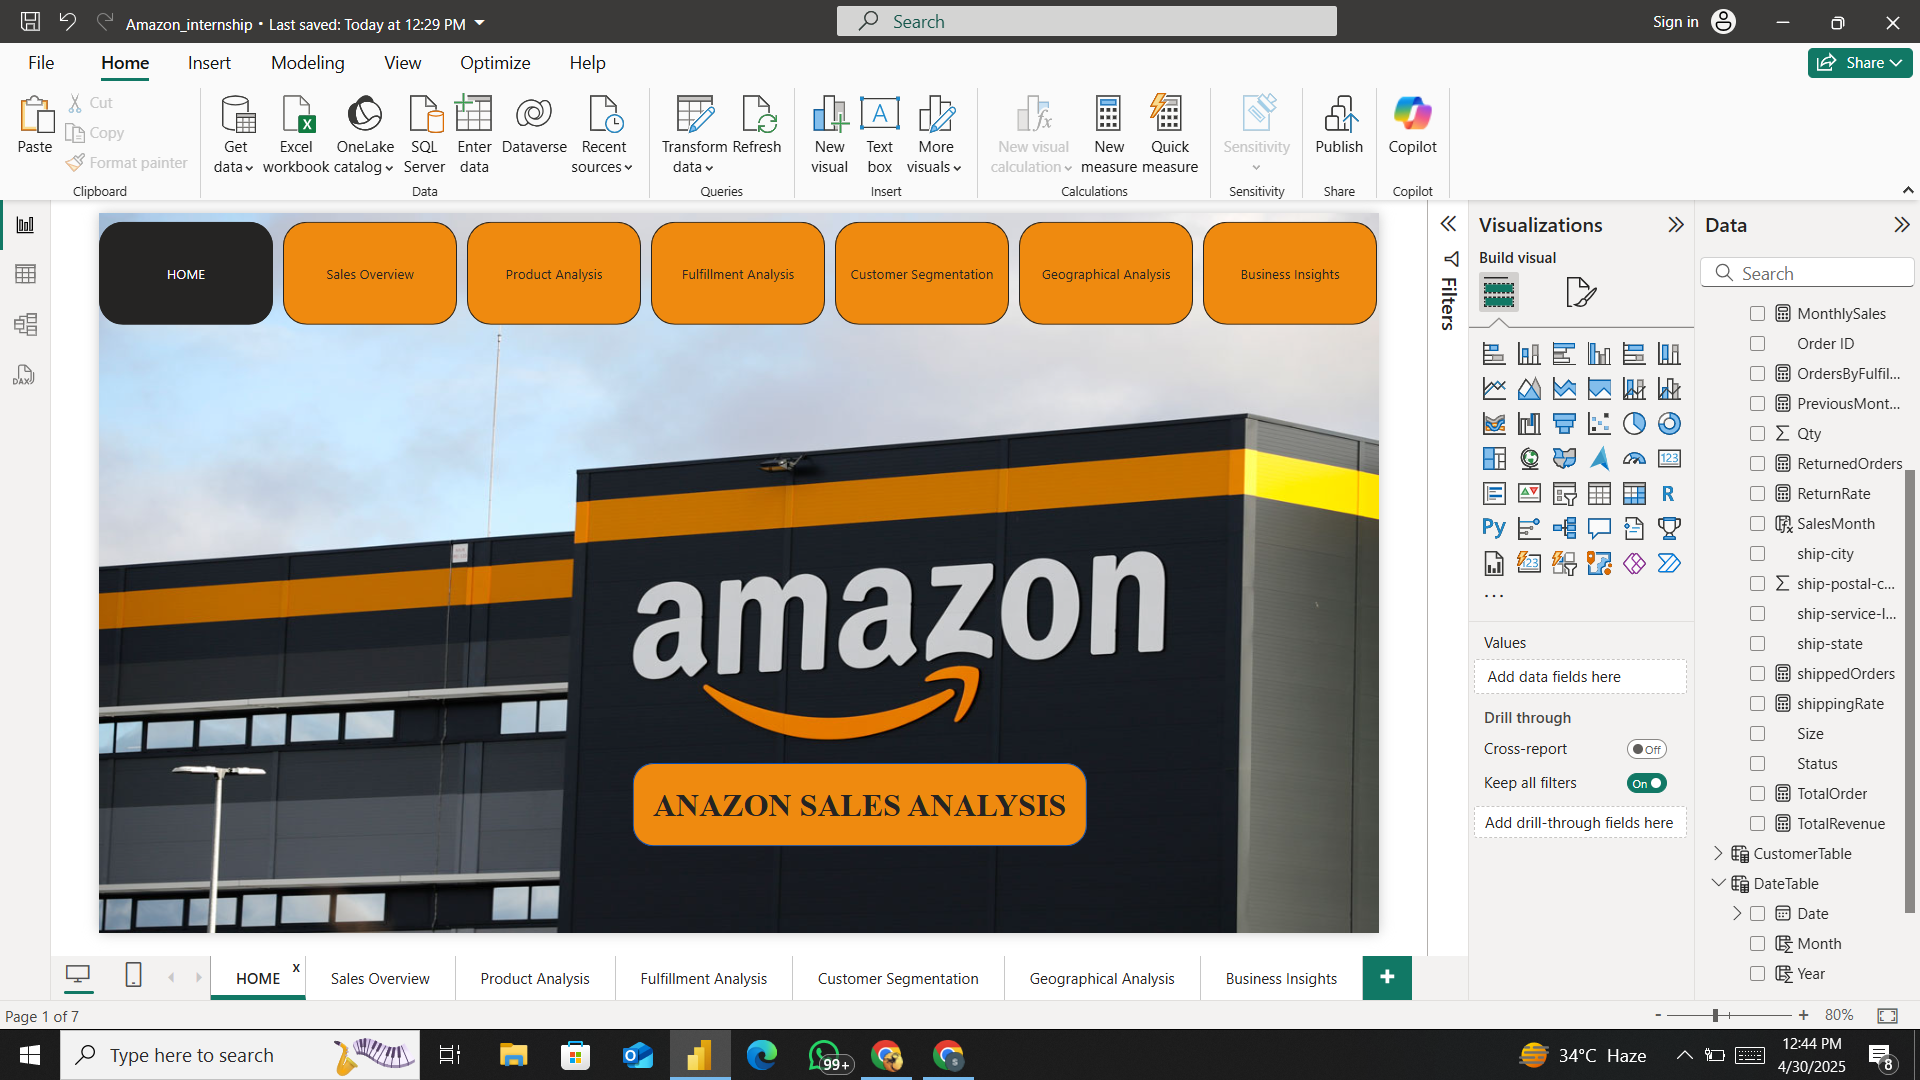 Amazon_internship • Last saved: Today at 12:29 PM
Search
Sign in
File Home Insert Modeling View Optimize Help
Share
Paste
Cut
Copy
Format painter
Clipboard
Get data
Excel workbook
OneLake catalog
SQL Server
Enter data
Dataverse
Recent sources
Data
Transform data
Refresh
Queries
New visual
Text box
More visuals
Insert
New visual calculation
New measure
Quick measure
Calculations
Sensitivity
Sensitivity
Publish
Share
Copilot
Copilot
HOME
Sales Overview
Product Analysis
Fulfillment Analysis
Customer Segmentation
Geographical Analysis
Business Insights
amazon
ANAZON SALES ANALYSIS
Filters
Visualizations
Build visual
123
R
Py
123
...
Values
Add data fields here
Drill through
Cross-report
Off
Keep all filters
On
Add drill-through fields here
Data
Search
MonthlySales
Order ID
OrdersByFulfil...
PreviousMont...
Qty
ReturnedOrders
ReturnRate
SalesMonth
ship-city
ship-postal-c...
ship-service-l...
ship-state
shippedOrders
shippingRate
Size
Status
TotalOrder
TotalRevenue
CustomerTable
DateTable
Date
Month
Year
DAX
HOME x
Sales Overview
Product Analysis
Fulfillment Analysis
Customer Segmentation
Geographical Analysis
Business Insights
+
Page 1 of 7
- + 80%
Type here to search
99+
34°C Haze
12:44 PM
4/30/2025
8